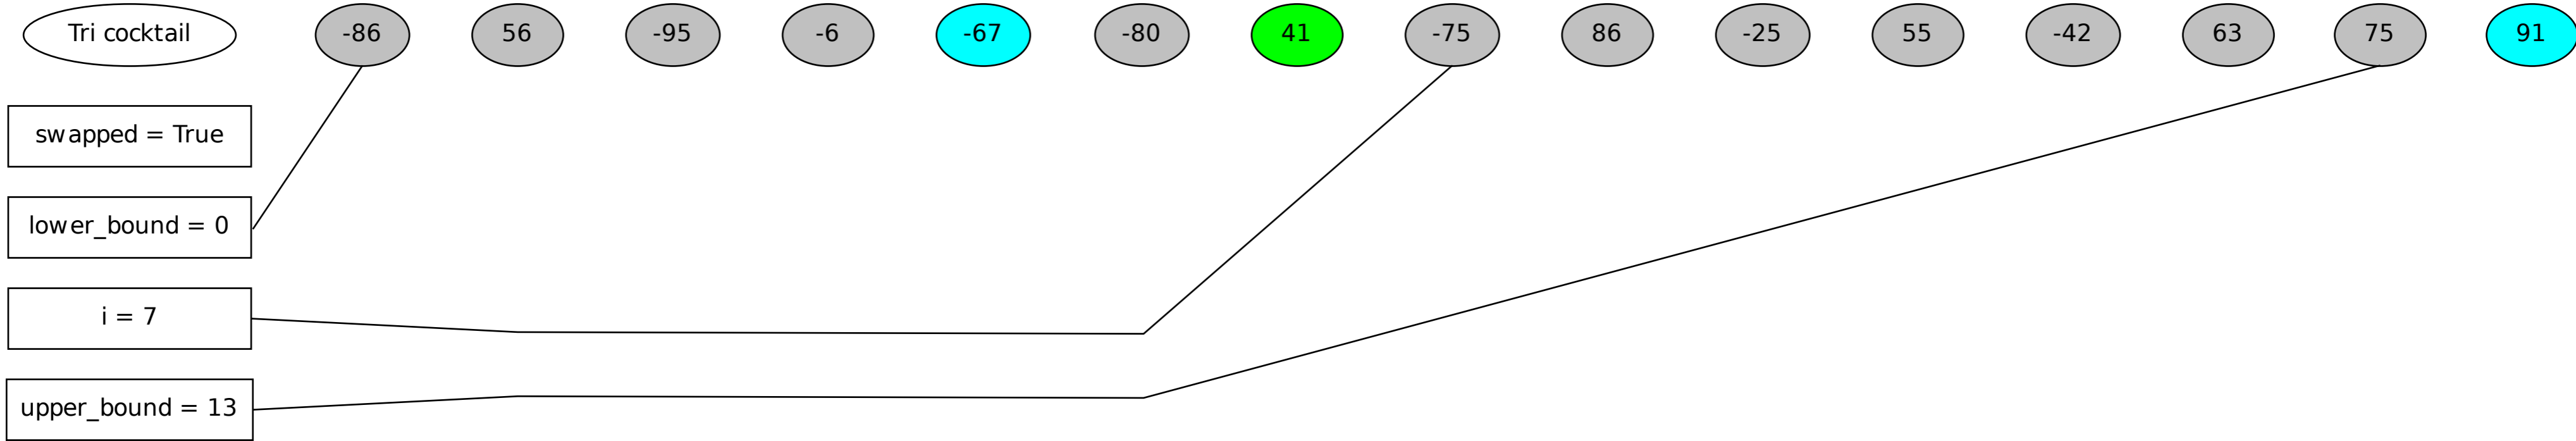 Tri cocktail -86 56 -95 -6 -67 -80 41 -75 86 -25 55 -42 63 75 91
swapped = True
lower_bound = 0
i = 7
upper_bound = 13